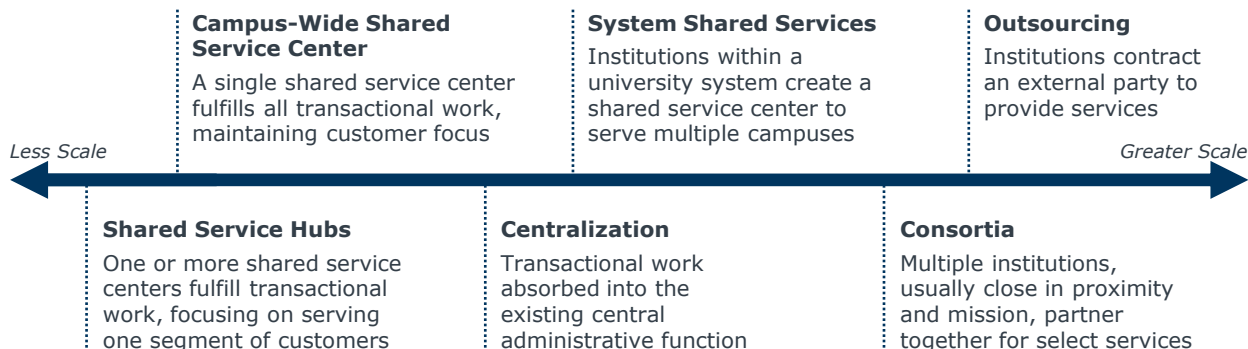 Campus-Wide Shared
Service Center
A single shared service center
fulfills all transactional work,
maintaining customer focus
System Shared Services
Institutions within a
university system create a
shared service center to
serve multiple campuses
Outsourcing
Institutions contract
an external party to
provide services
Less Scale
Greater Scale
Shared Service Hubs
One or more shared service
centers fulfill transactional
work, focusing on serving
one segment of customers
Centralization
Transactional work
absorbed into the
existing central
administrative function
Consortia
Multiple institutions,
usually close in proximity
and mission, partner
together for select services